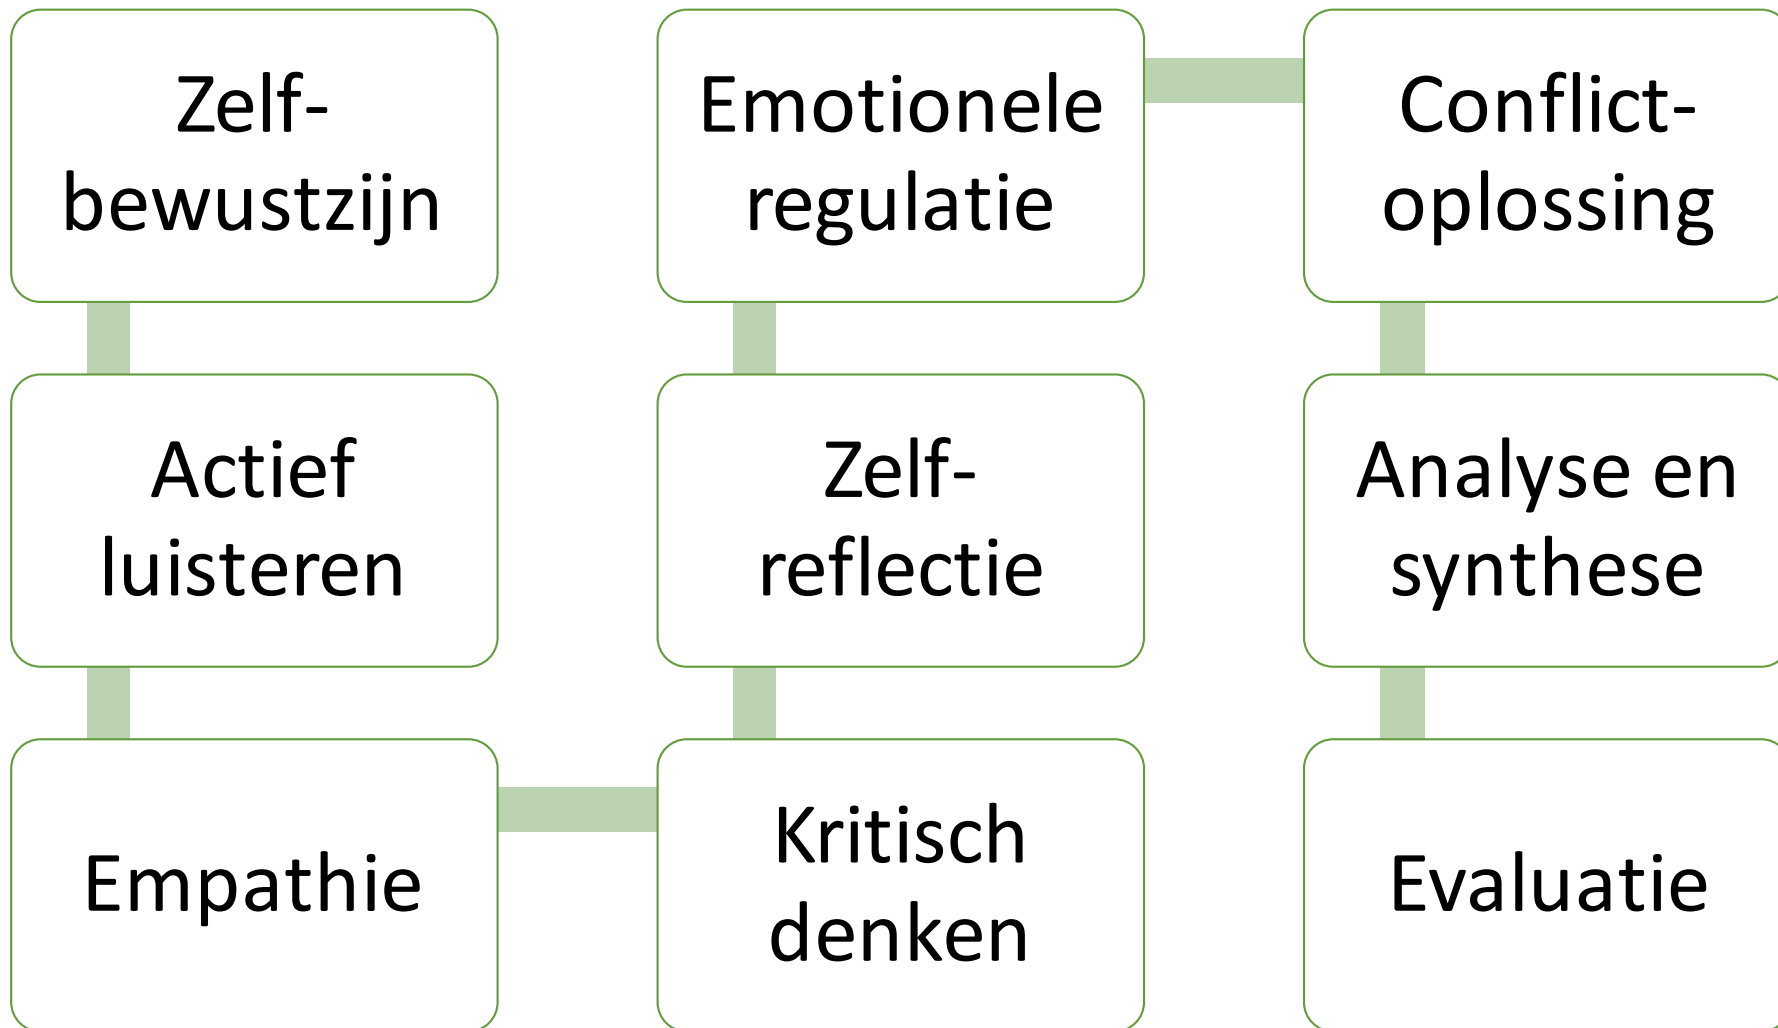 Zelf-
bewustzijn
Actief
luisteren
Empathie
Kritisch
denken
Zelf-
reflectie
Emotionele
regulatie
Conflict-
oplossing
Analyse en
synthese
Evaluatie